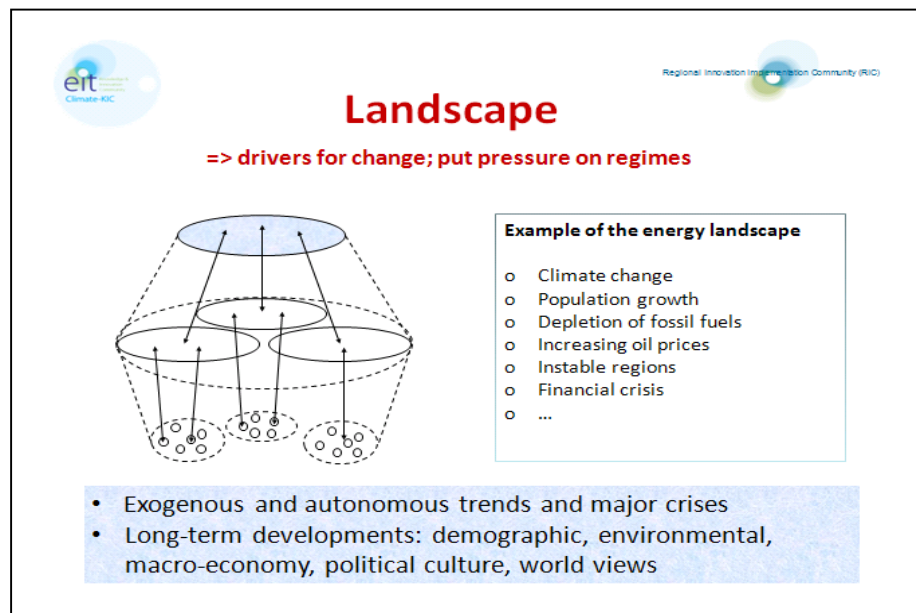 eit
Climate-KIC
Regional Innovation Implementation Community (RIC)
Landscape
=> drivers for change; put pressure on regimes
Example of the energy landscape
o Climate change
o Population growth
o Depletion of fossil fuels
o Increasing oil prices
o Instable regions
o Financial crisis
o ...
• Exogenous and autonomous trends and major crises
• Long-term developments: demographic, environmental,
macro-economy, political culture, world views